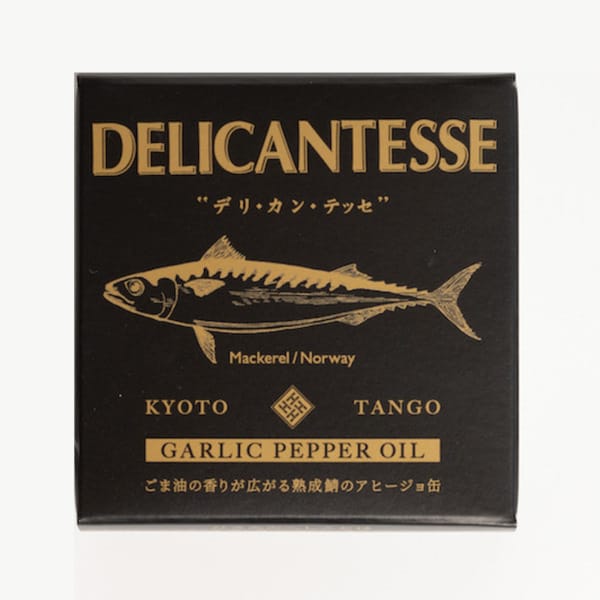 DELICANTESSE
“デリ・カン・テッセ”
Mackerel / Norway
KYOTO TANGO
GARLIC PEPPER OIL
ごま油の香りが広がる熟成鯖のアヒージョ缶